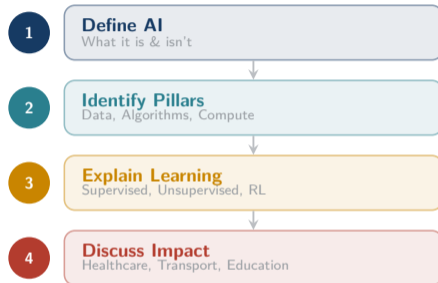 1 Define AI
What it is & isn't
2 Identify Pillars
Data, Algorithms, Compute
3 Explain Learning
Supervised, Unsupervised, RL
4 Discuss Impact
Healthcare, Transport, Education